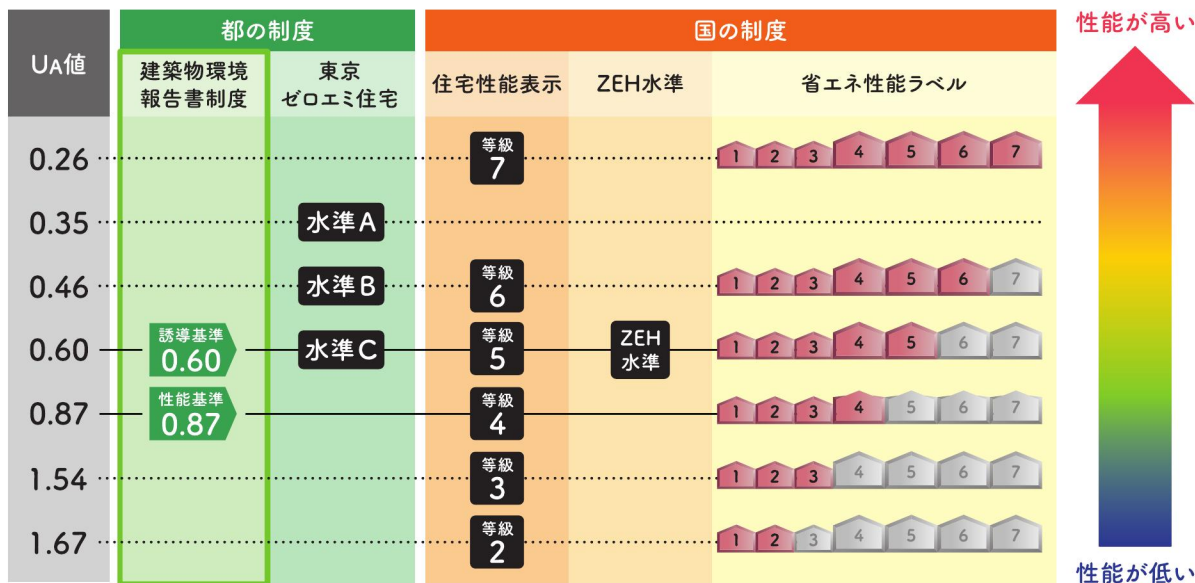 都の制度
国の制度
性能が高い
UA値
建築物環境
報告書制度
東京
ゼロエミ住宅
住宅性能表示
ZEH水準
省エネ性能ラベル
0.26
等級
7
1 2 3 4 5 6 7
0.35
水準A
0.46
水準B
等級
6
1 2 3 4 5 6 7
0.60
誘導基準
0.60
水準C
等級
5
ZEH
水準
1 2 3 4 5 6 7
0.87
性能基準
0.87
等級
4
1 2 3 4 5 6 7
1.54
等級
3
1 2 3 4 5 6 7
1.67
等級
2
1 2 3 4 5 6 7
性能が低い